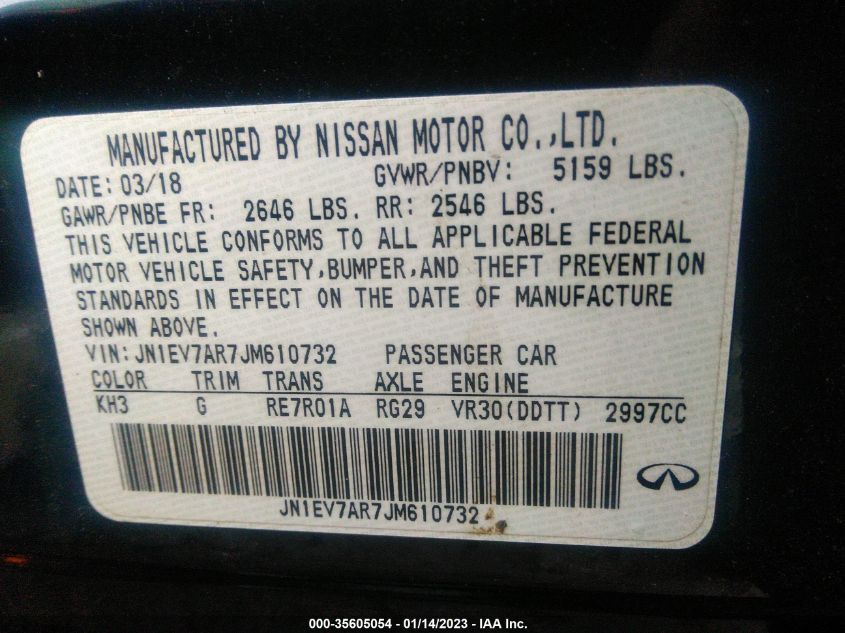 MANUFACTURED BY NISSAN MOTOR CO.,LTD.
DATE: 03/18 GVWR/PNBV: 5159 LBS.
GAWR/PNBE FR: 2646 LBS. RR: 2546 LBS.
THIS VEHICLE CONFORMS TO ALL APPLICABLE FEDERAL
MOTOR VEHICLE SAFETY,BUMPER,AND THEFT PREVENTION
STANDARDS IN EFFECT ON THE DATE OF MANUFACTURE
SHOWN ABOVE.
VIN: JN1EV7AR7JM610732 PASSENGER CAR
COLOR TRIM TRANS AXLE ENGINE
KH3 G RE7R01A RG29 VR30(DDTT) 2997CC
JN1EV7AR7JM610732
000-35605054 - 01/14/2023 - IAA Inc.